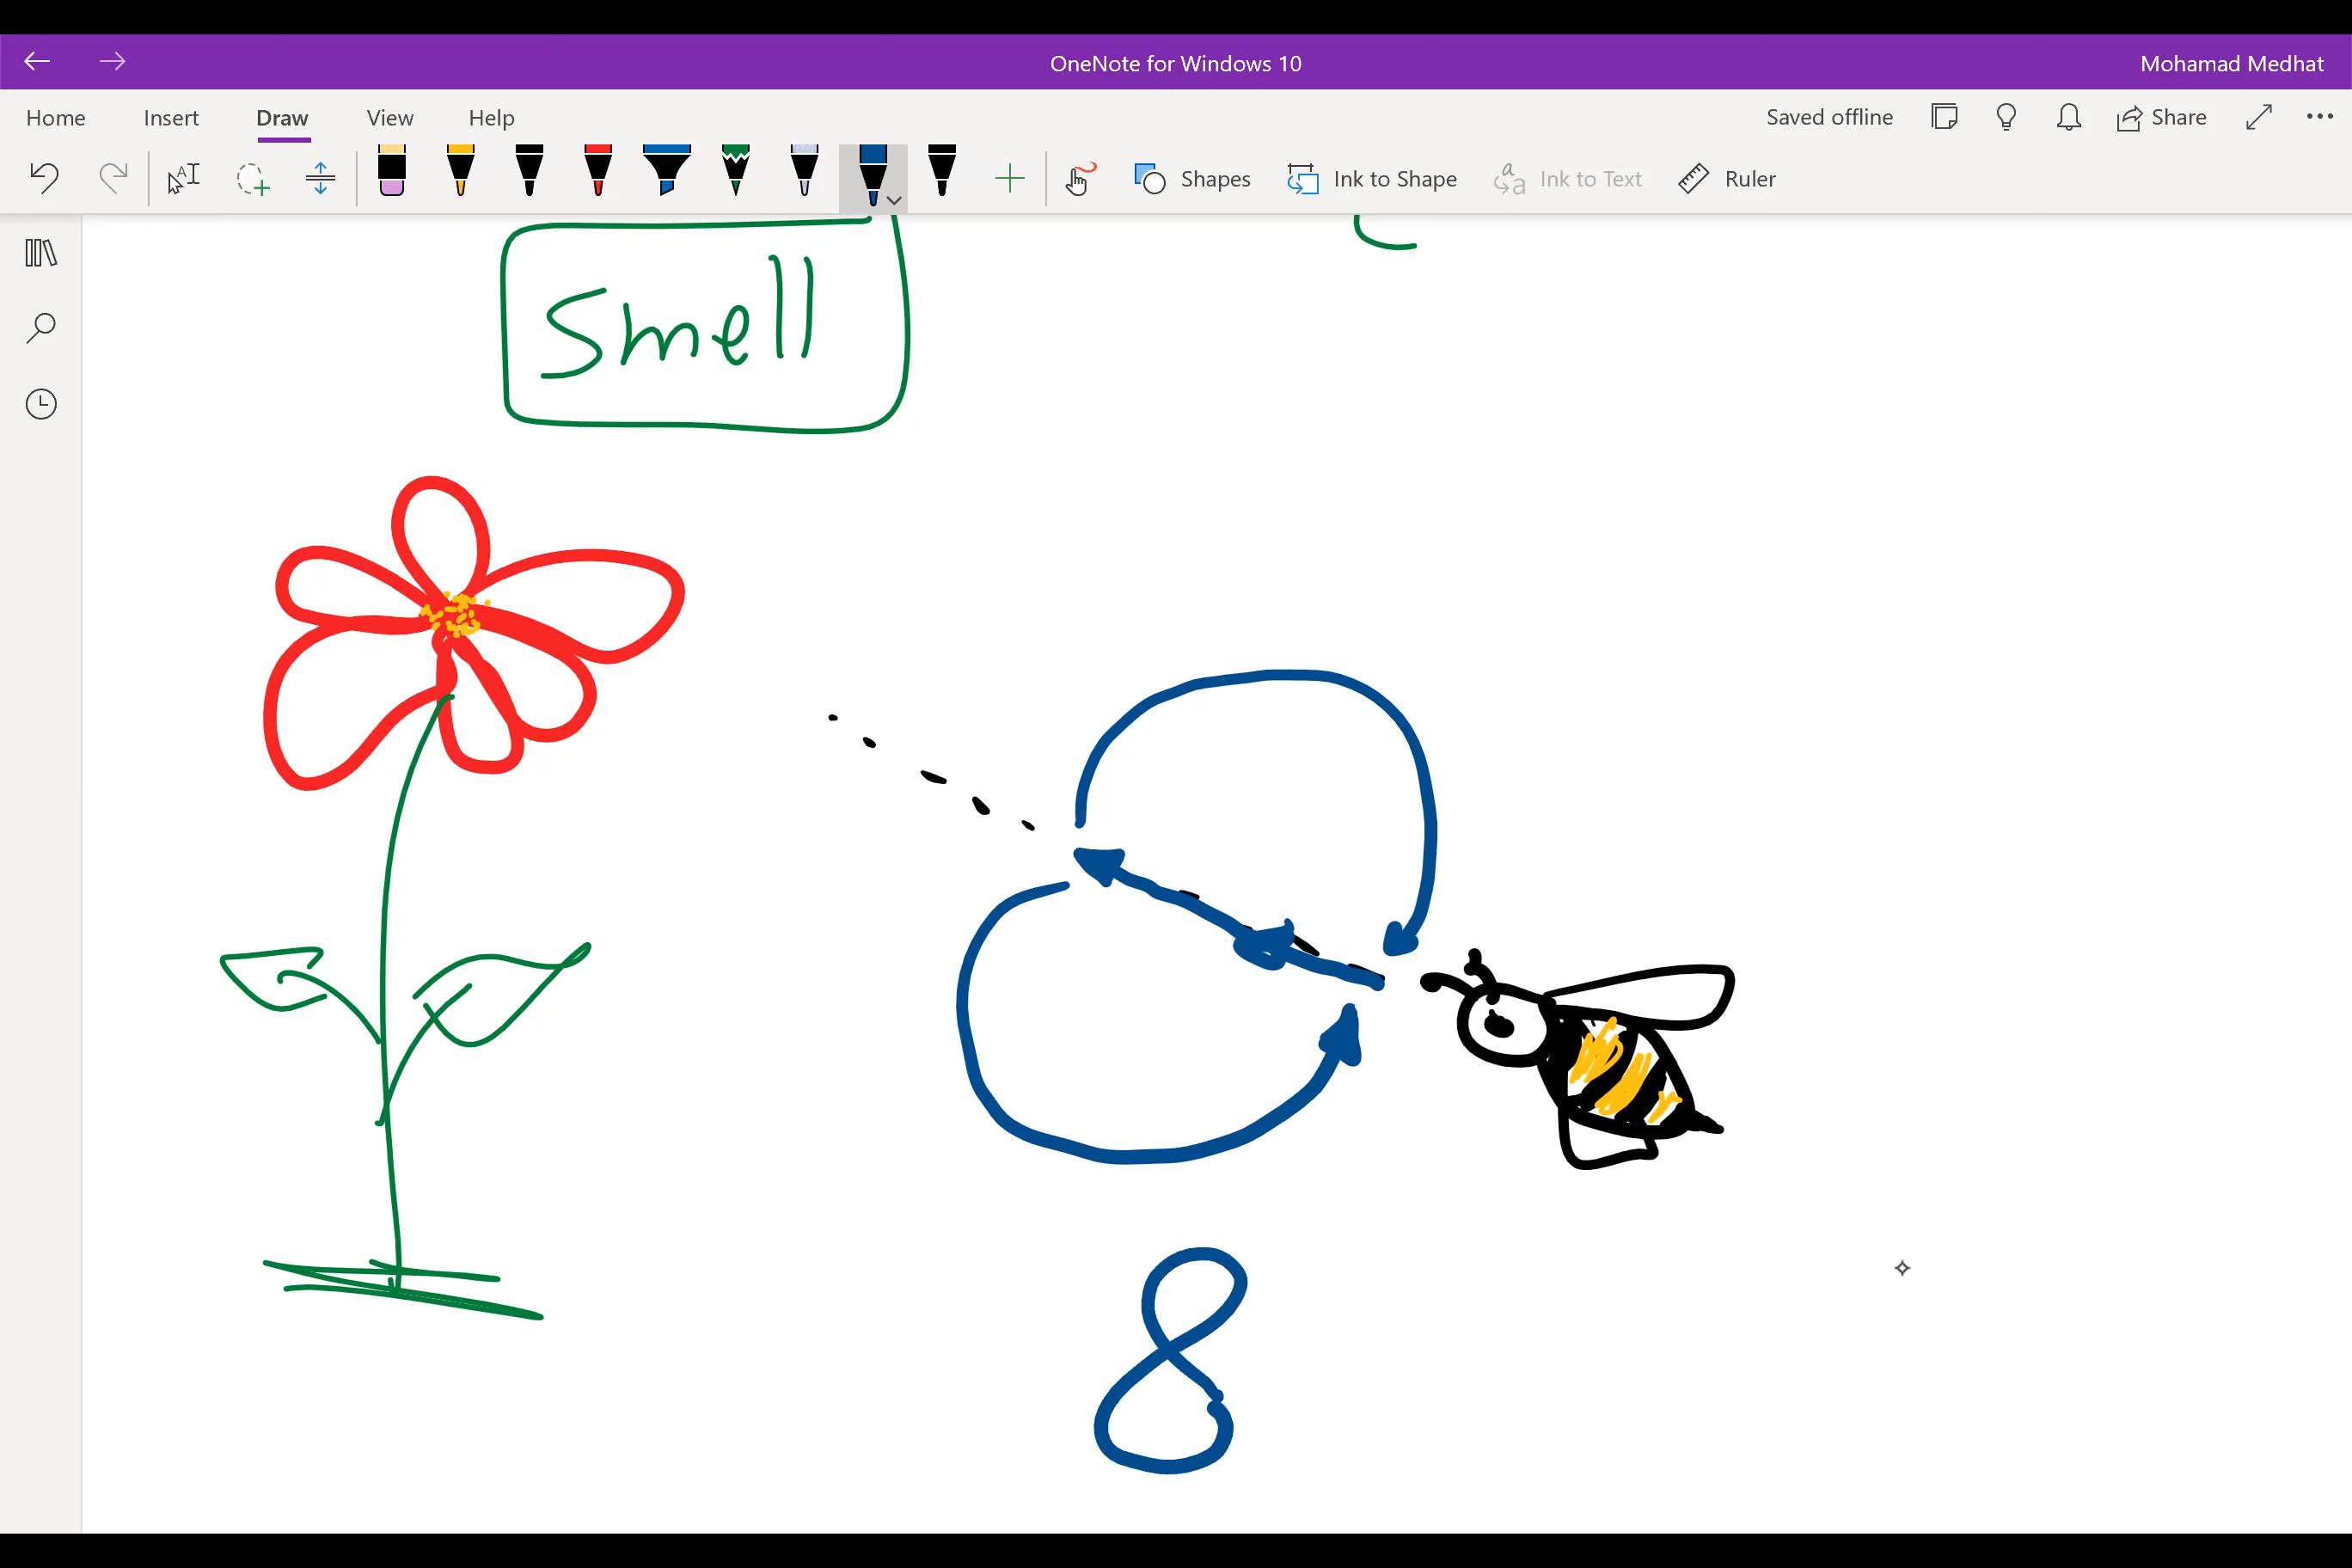 OneNote for Windows 10
Mohamad Medhat
Home Insert Draw View Help
Saved offline Share
Shapes Ink to Shape Ink to Text Ruler
Smell
8